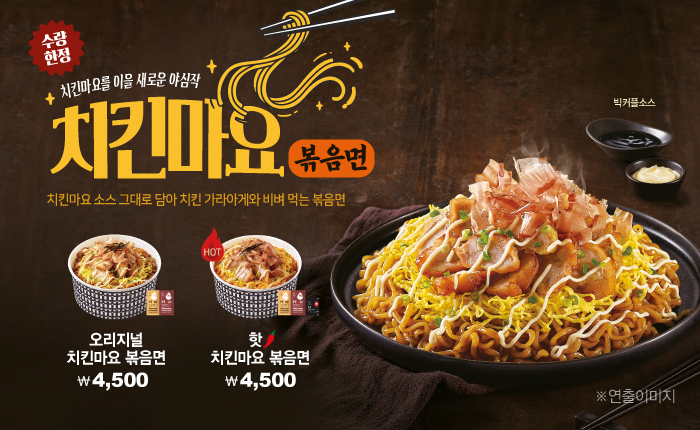 수량
한정
치킨마요를 이을 새로운 야심작
치킨마요 볶음면
치킨마요 소스 그대로 담아 치킨 가라아게와 비벼 먹는 볶음면
빅커플소스
HOT
오리지널
치킨마요 볶음면
₩4,500
핫
치킨마요 볶음면
₩4,500
※연출이미지